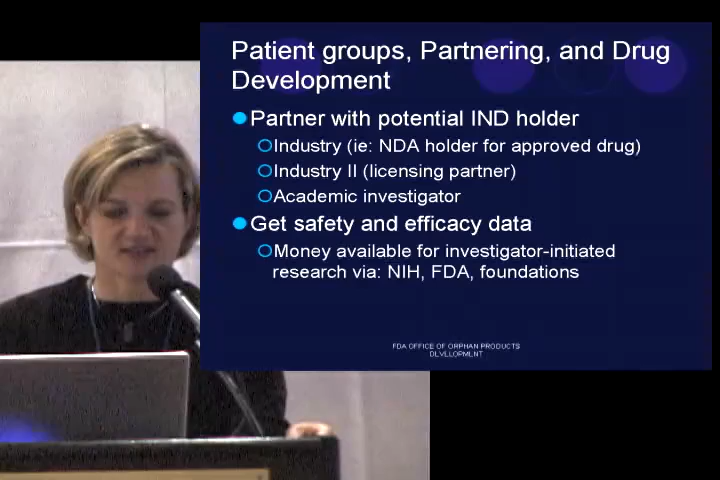 Patient groups, Partnering, and Drug
Development
Partner with potential IND holder
Industry (ie: NDA holder for approved drug)
Industry II (licensing partner)
Academic investigator
Get safety and efficacy data
Money available for investigator-initiated
research via: NIH, FDA, foundations
FDA OFFICE OF ORPHAN PRODUCTS
DEVELOPMENT